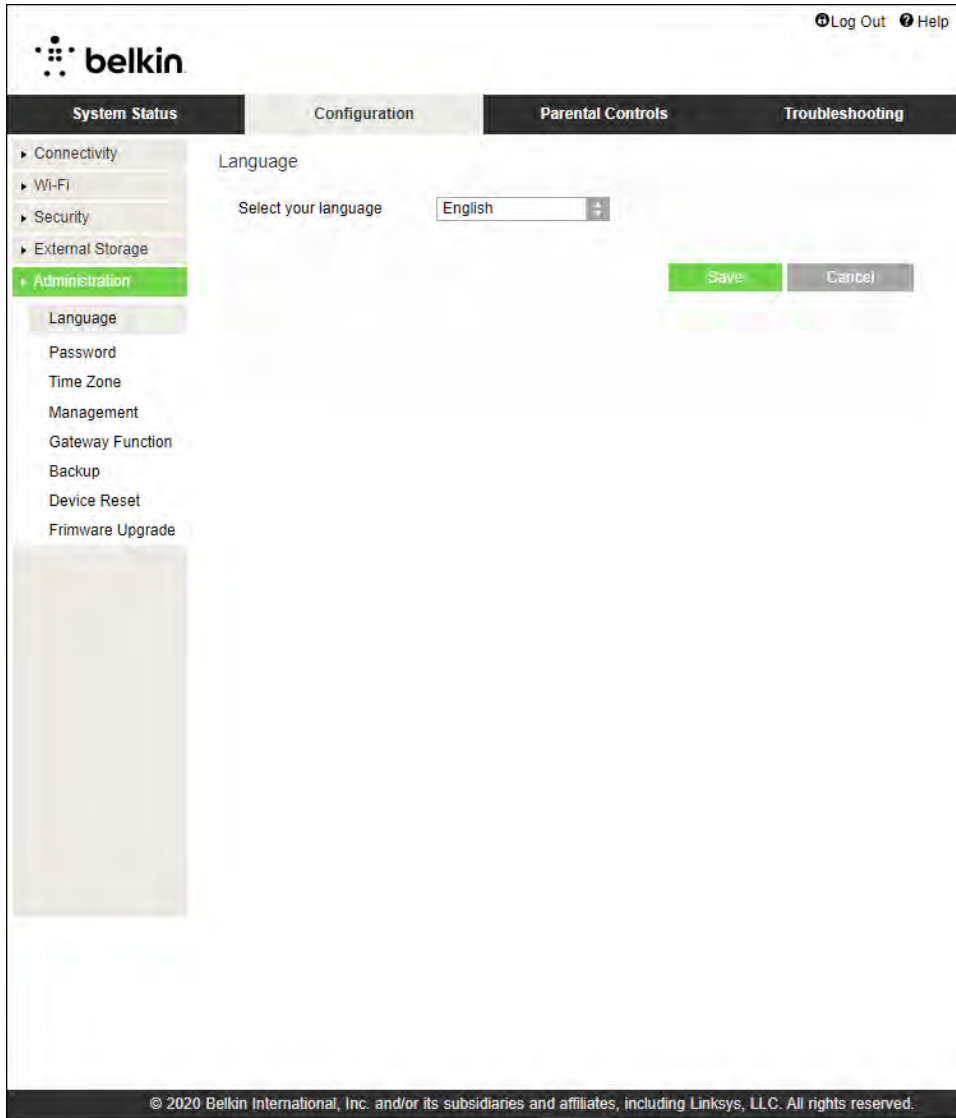 Log Out Help
belkin
System Status Configuration Parental Controls Troubleshooting
Connectivity
Wi-Fi
Security
External Storage
Administration
Language
Password
Time Zone
Management
Gateway Function
Backup
Device Reset
Frimware Upgrade
Language
Select your language English
Save Cancel
© 2020 Belkin International, Inc. and/or its subsidiaries and affiliates, including Linksys, LLC. All rights reserved.